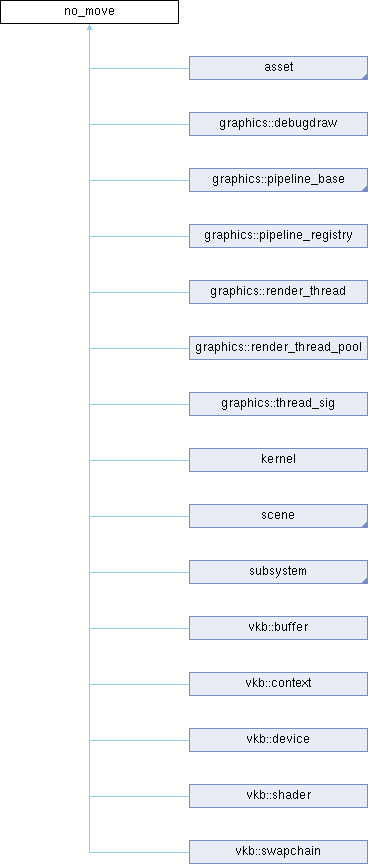 no_move
asset
graphics::debugdraw
graphics::pipeline_base
graphics::pipeline_registry
graphics::render_thread
graphics::render_thread_pool
graphics::thread_sig
kernel
scene
subsystem
vkb::buffer
vkb::context
vkb::device
vkb::shader
vkb::swapchain